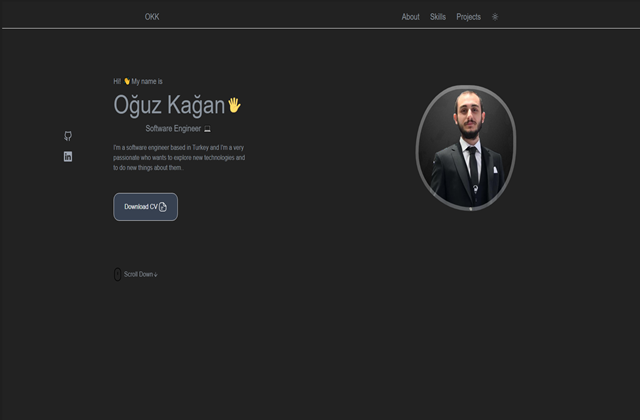 OKK
About Skills Projects
Hi! 👋 My name is
Oğuz Kağan👋
Software Engineer 💻
I'm a software engineer based in Turkey and I'm a very
passionate who wants to explore new technologies and
to do new things about them..
Download CV
Scroll Down↓